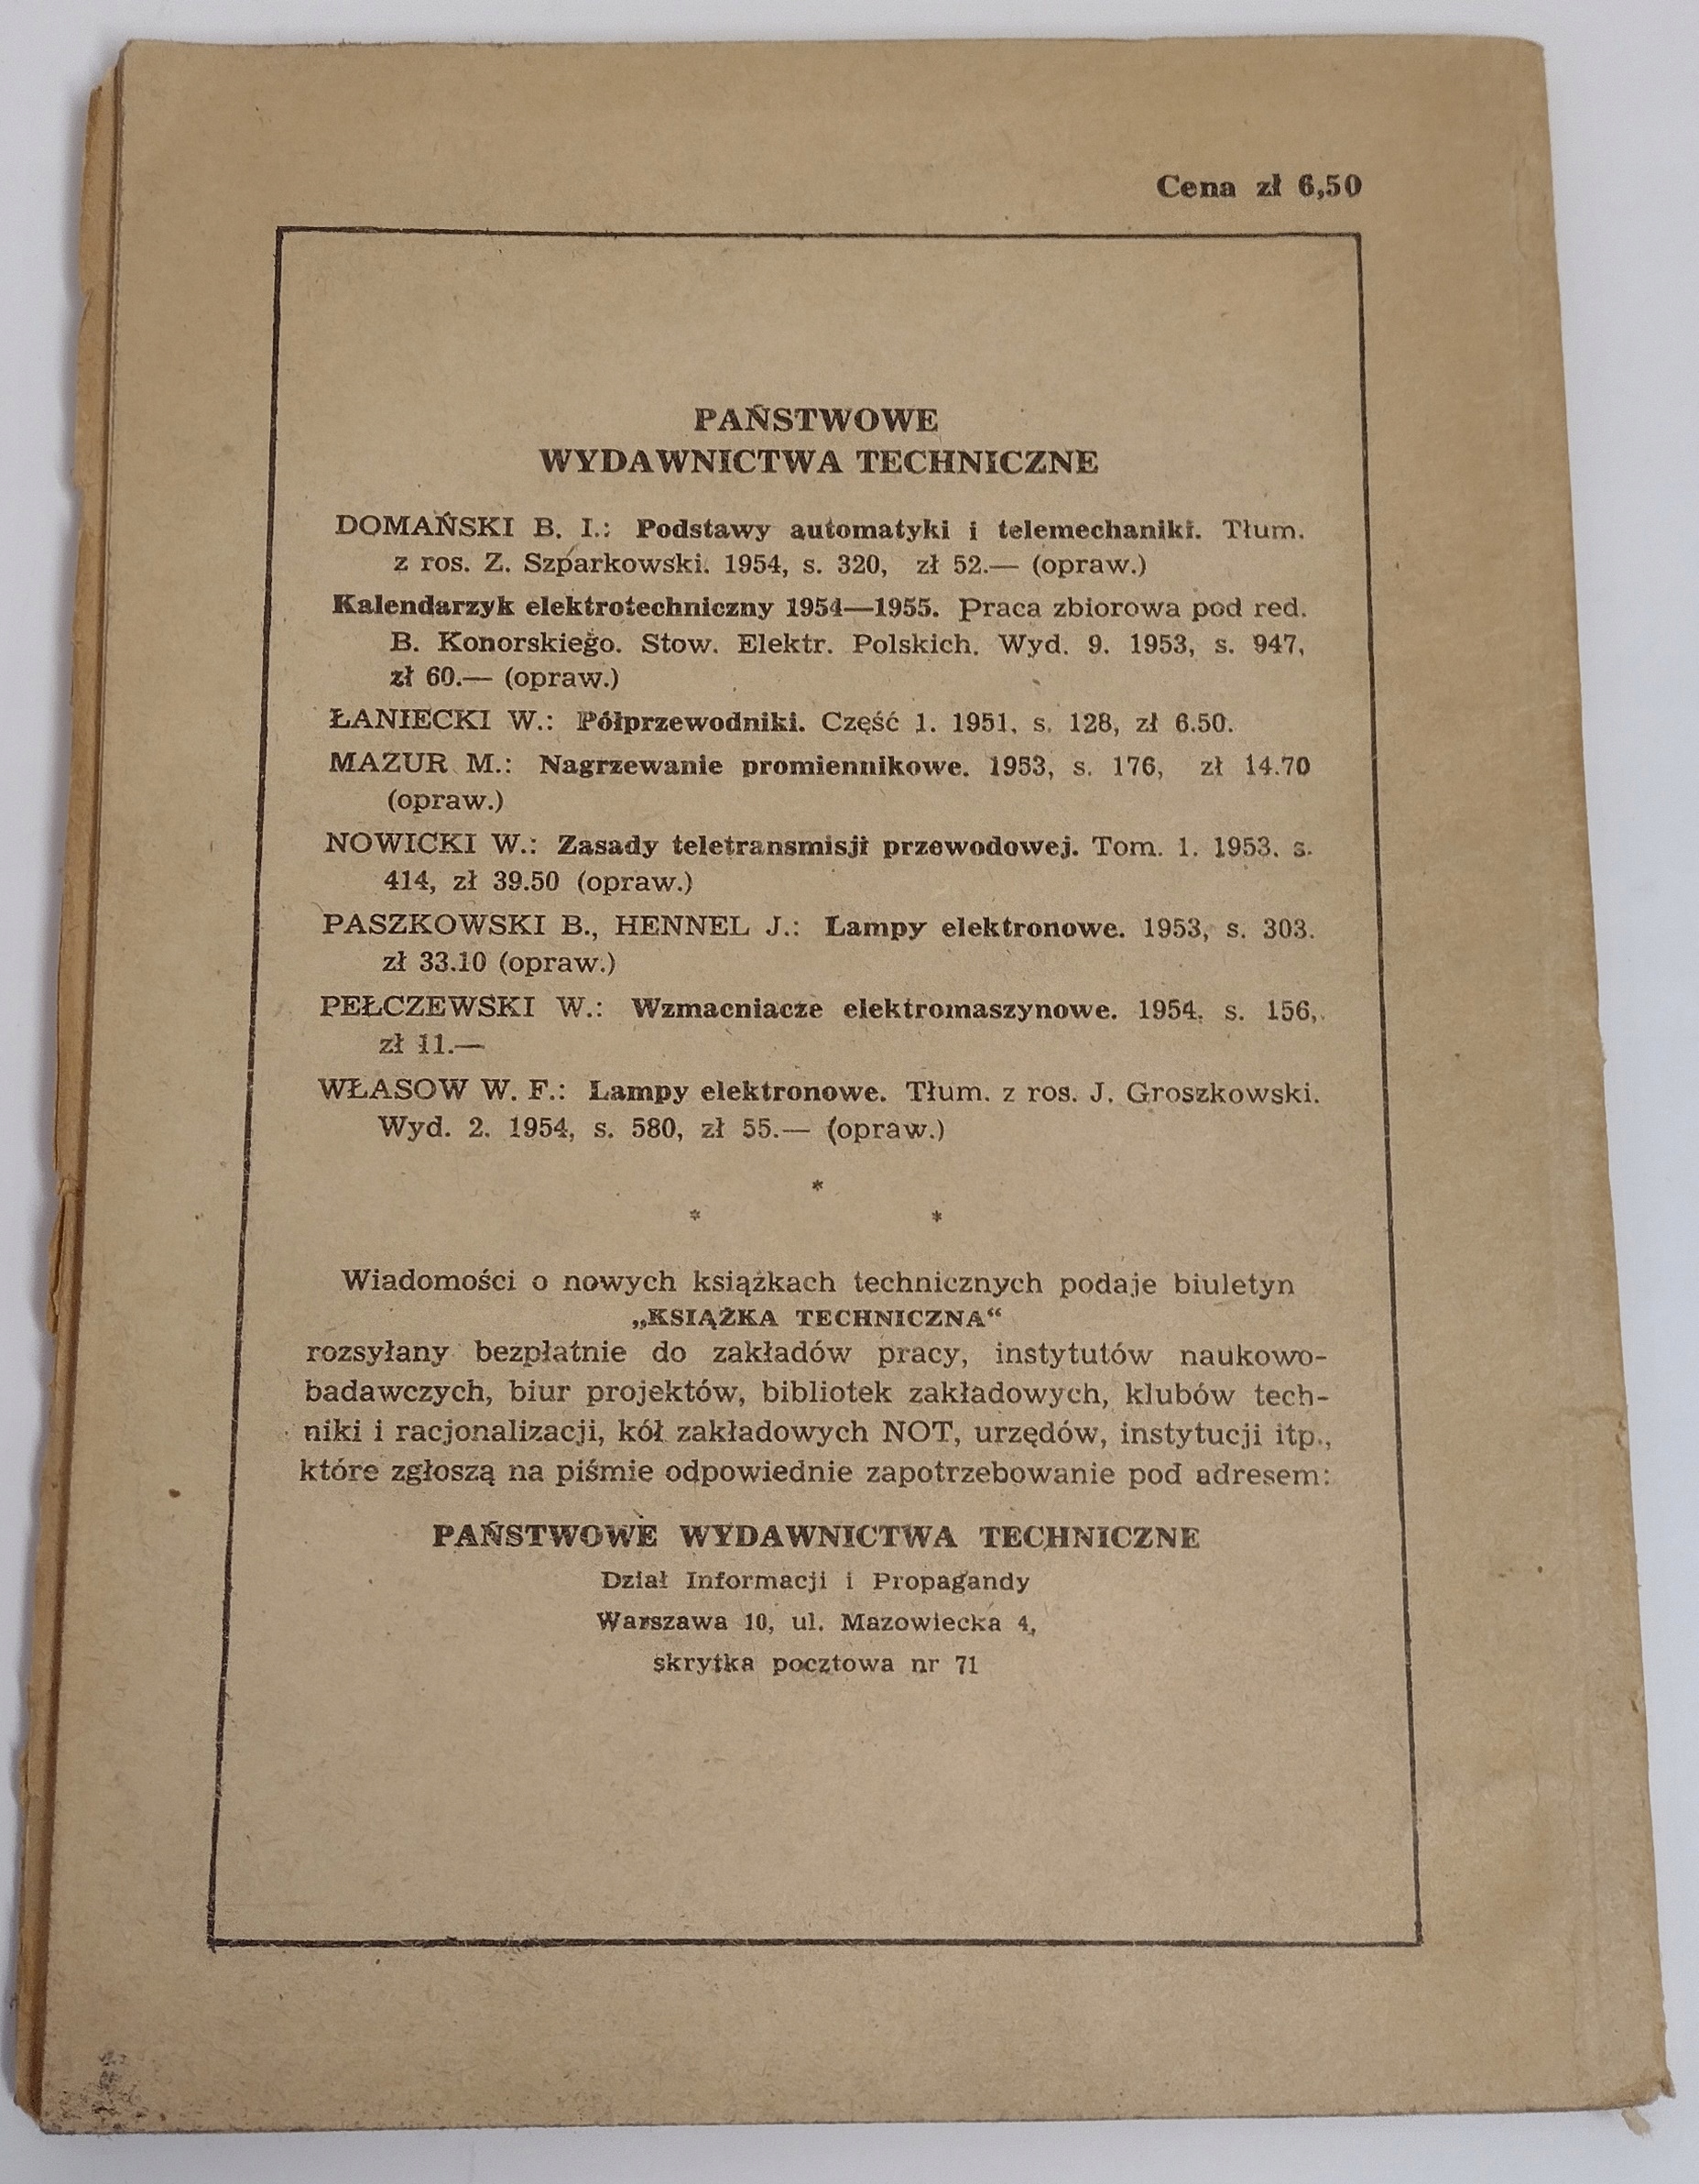 Cena zł 6,50
PAŃSTWOWE
WYDAWNICTWA TECHNICZNE
DOMAŃSKI B. I.: Podstawy automatyki i telemechaniki. Tłum.
z ros. Z. Szparkowski. 1954, s. 320, zł 52.— (opraw.)
Kalendarzyk elektrotechniczny 1954—1955. Praca zbiorowa pod red.
B. Konorskiego. Stow. Elektr. Polskich. Wyd. 9. 1953, s. 947,
zł 60.— (opraw.)
ŁANIECKI W.: Półprzewodniki. Część 1. 1951. s. 128, zł 6.50.
MAZUR M.: Nagrzewanie promiennikowe. 1953, s. 176, zł 14.70
(opraw.)
NOWICKI W.: Zasady teletransmisji przewodowej. Tom. 1. 1953. s.
414, zł 39.50 (opraw.)
PASZKOWSKI B., HENNEL J.: Lampy elektronowe. 1953, s. 303.
zł 33.10 (opraw.)
PEŁCZEWSKI W.: Wzmacniacze elektromaszynowe. 1954. s. 156,
zł 11.—
WŁASOW W. F.: Lampy elektronowe. Tłum. z ros. J. Groszkowski.
Wyd. 2. 1954, s. 580, zł 55.— (opraw.)
*
* *
Wiadomości o nowych książkach technicznych podaje biuletyn
„KSIĄŻKA TECHNICZNA“
rozsyłany bezpłatnie do zakładów pracy, instytutów naukowo-
badawczych, biur projektów, bibliotek zakładowych, klubów tech-
niki i racjonalizacji, kół zakładowych NOT, urzędów, instytucji itp.,
które zgłoszą na piśmie odpowiednie zapotrzebowanie pod adresem:
PAŃSTWOWE WYDAWNICTWA TECHNICZNE
Dział Informacji i Propagandy
Warszawa 10, ul. Mazowiecka 4,
skrytka pocztowa nr 71